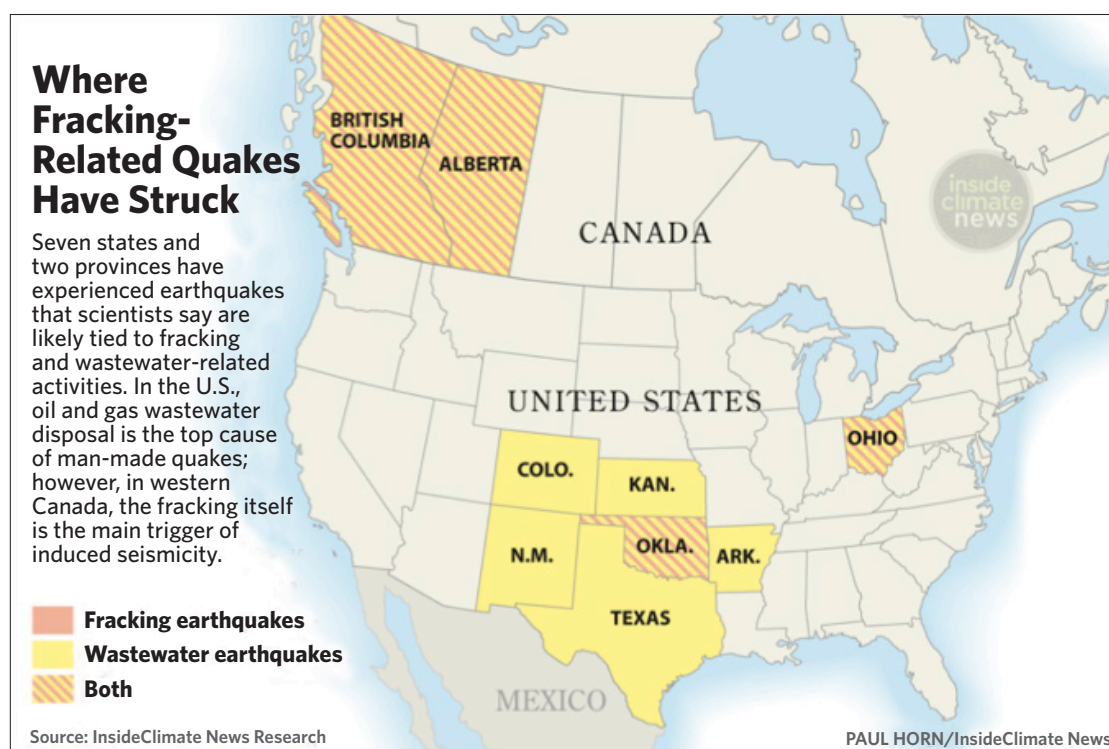 Where
Fracking-
Related Quakes
Have Struck
Seven states and
two provinces have
experienced earthquakes
that scientists say are
likely tied to fracking
and wastewater-related
activities. In the U.S.,
oil and gas wastewater
disposal is the top cause
of man-made quakes;
however, in western
Canada, the fracking itself
is the main trigger of
induced seismicity.
Fracking earthquakes
Wastewater earthquakes
Both
Source: InsideClimate News Research
BRITISH
COLUMBIA
ALBERTA
CANADA
inside
climate
news
UNITED STATES
OHIO
COLO.
KAN.
N.M.
OKLA.
ARK.
TEXAS
MEXICO
PAUL HORN/InsideClimate News